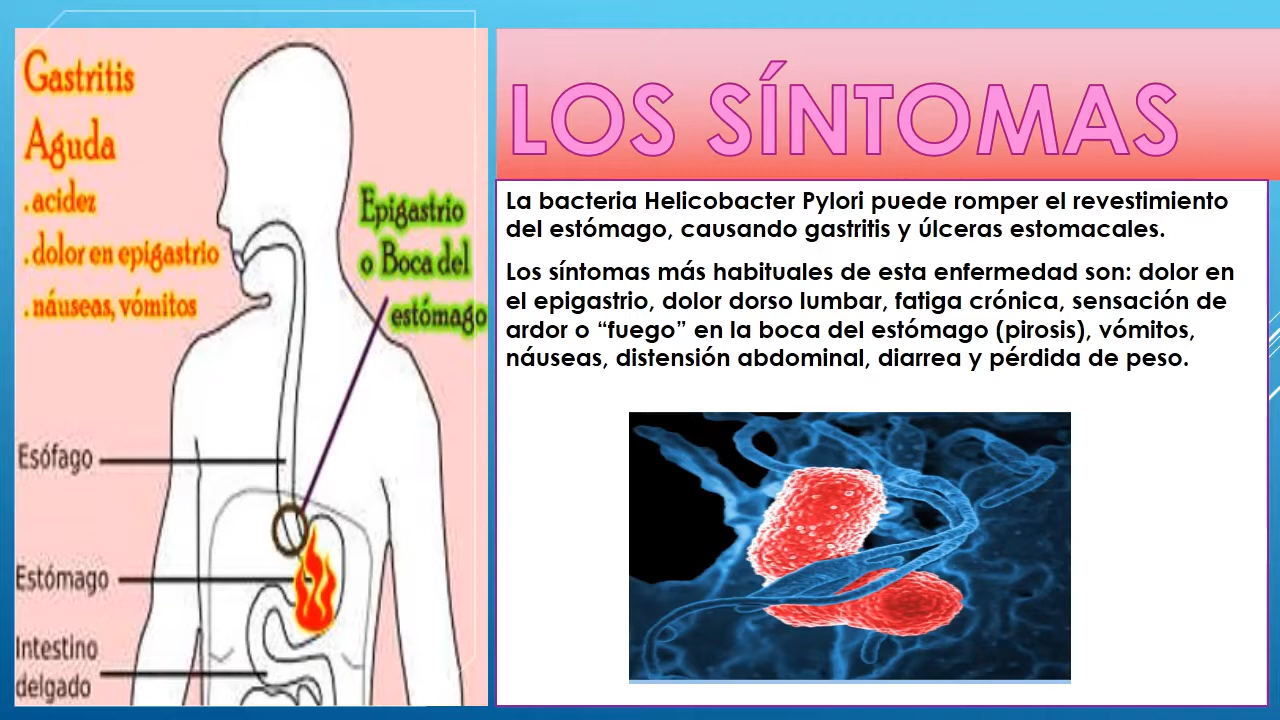 Gastritis
Aguda
. acidez
. dolor en epigastrio
. náuseas, vómitos
Epigastrio
o Boca del
estómago
Esófago
Estómago
Intestino
delgado
LOS SÍNTOMAS
La bacteria Helicobacter Pylori puede romper el revestimiento
del estómago, causando gastritis y úlceras estomacales.
Los síntomas más habituales de esta enfermedad son: dolor en
el epigastrio, dolor dorso lumbar, fatiga crónica, sensación de
ardor o “fuego” en la boca del estómago (pirosis), vómitos,
náuseas, distensión abdominal, diarrea y pérdida de peso.